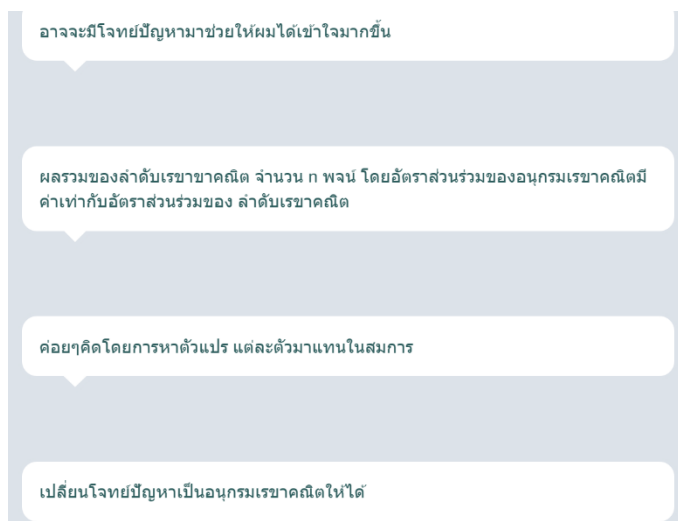 อาจจะมีโจทย์ปัญหามาช่วยให้ผมได้เข้าใจมากขึ้น
ผลรวมของลำดับเรขาขาคณิต จำนวน n พจน์ โดยอัตราส่วนร่วมของอนุกรมเรขาคณิตมี
ค่าเท่ากับอัตราส่วนร่วมของ ลำดับเรขาคณิต
ค่อยๆคิดโดยการหาตัวแปร แต่ละตัวมาแทนในสมการ
เปลี่ยนโจทย์ปัญหาเป็นอนุกรมเรขาคณิตให้ได้